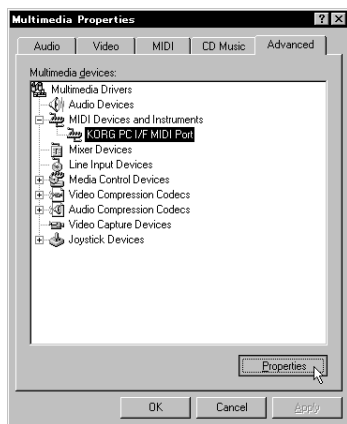 Multimedia Properties
Audio Video MIDI CD Music Advanced
Multimedia devices:
Multimedia Drivers
Audio Devices
MIDI Devices and Instruments
KORG PC I/F MIDI Port
Mixer Devices
Line Input Devices
Media Control Devices
Video Compression Codecs
Video Capture Devices
Audio Compression Codecs
Joystick Devices
Properties
OK Cancel Apply